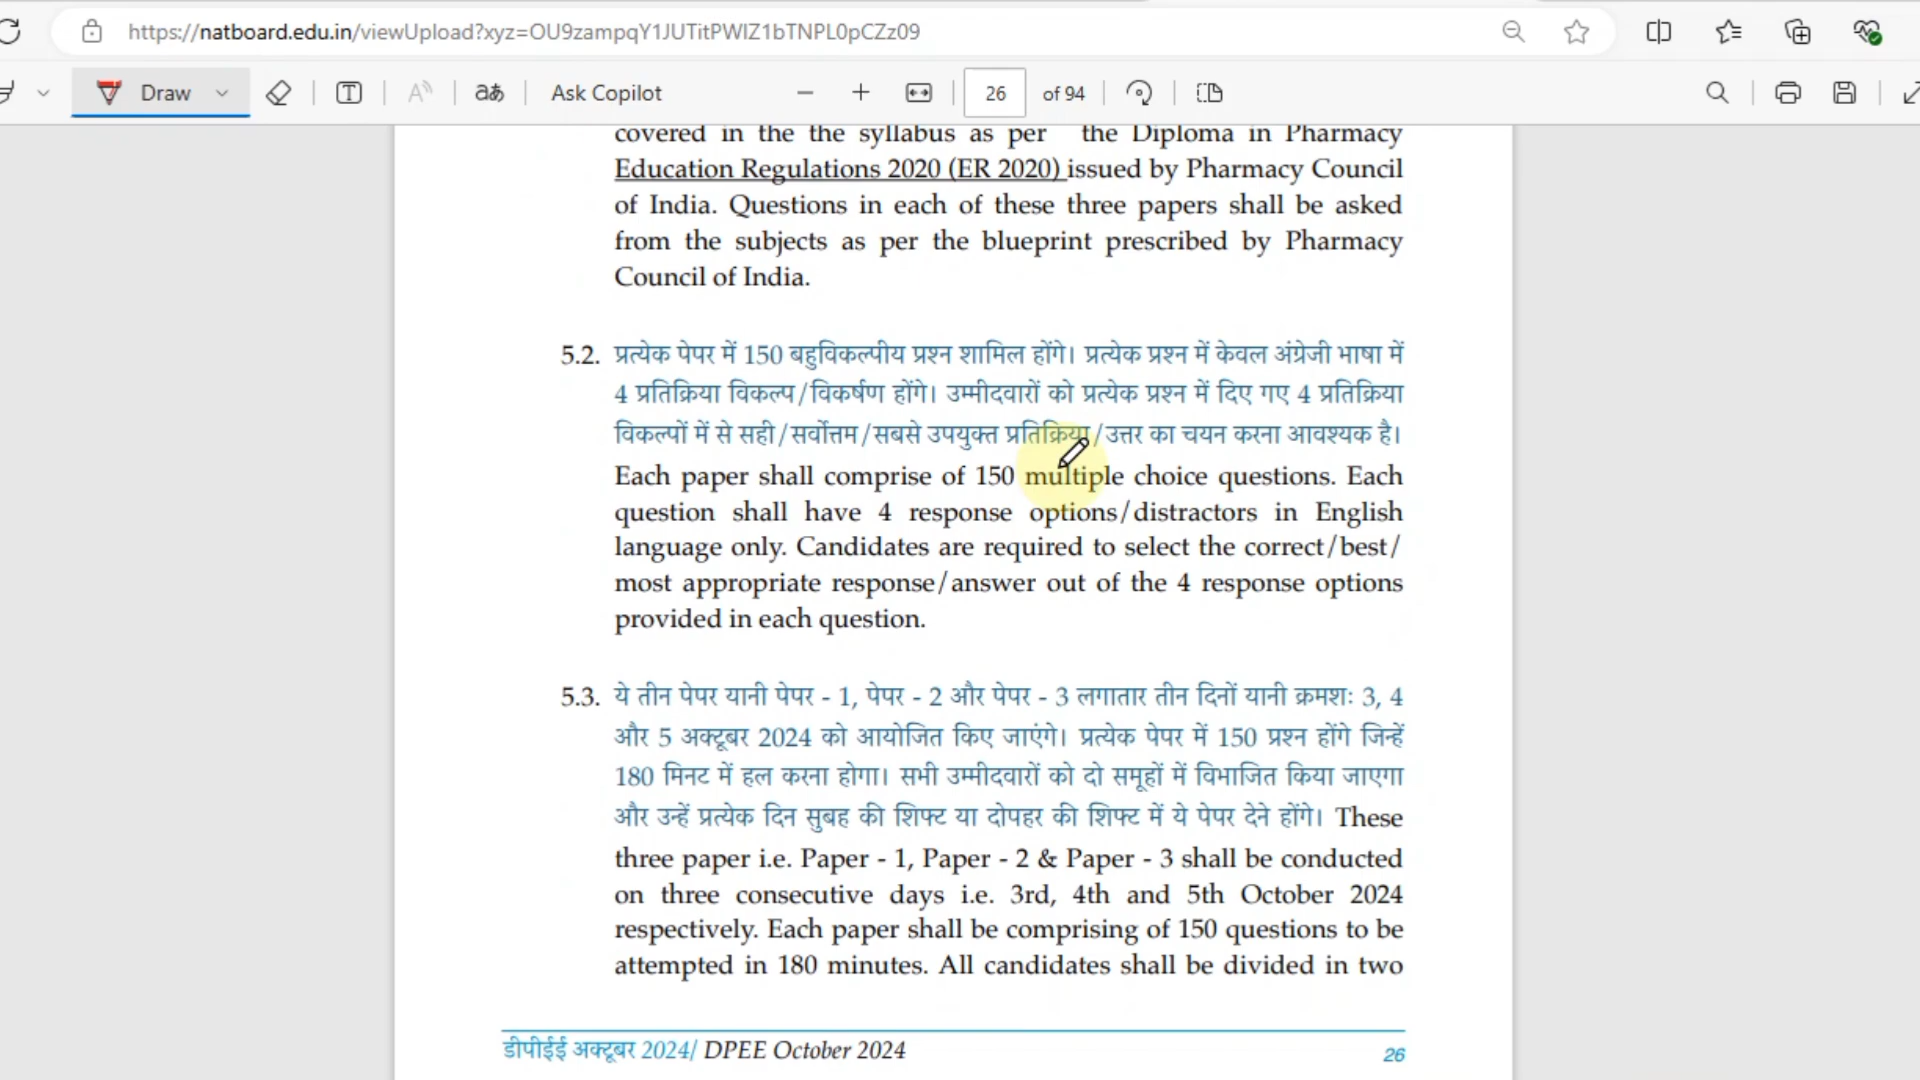 https://natboard.edu.in/viewUpload?xyz=OU9zampqY1JUTitPWlZ1bTNPL0pCZz09
Draw
Ask Copilot
26 of 94
covered in the the syllabus as per the Diploma in Pharmacy
Education Regulations 2020 (ER 2020) issued by Pharmacy Council
of India. Questions in each of these three papers shall be asked
from the subjects as per the blueprint prescribed by Pharmacy
Council of India.
5.2. प्रत्येक पेपर में 150 बहुविकल्पीय प्रश्न शामिल होंगे। प्रत्येक प्रश्न में केवल अंग्रेजी भाषा में
4 प्रतिक्रिया विकल्प/विकर्षण होंगे। उम्मीदवारों को प्रत्येक प्रश्न में दिए गए 4 प्रतिक्रिया
विकल्पों में से सही/सर्वोत्तम/सबसे उपयुक्त प्रतिक्रिया/उत्तर का चयन करना आवश्यक है।
Each paper shall comprise of 150 multiple choice questions. Each
question shall have 4 response options/distractors in English
language only. Candidates are required to select the correct/best/
most appropriate response/answer out of the 4 response options
provided in each question.
5.3. ये तीन पेपर यानी पेपर - 1, पेपर - 2 और पेपर - 3 लगातार तीन दिनों यानी क्रमशः 3, 4
और 5 अक्टूबर 2024 को आयोजित किए जाएंगे। प्रत्येक पेपर में 150 प्रश्न होंगे जिन्हें
180 मिनट में हल करना होगा। सभी उम्मीदवारों को दो समूहों में विभाजित किया जाएगा
और उन्हें प्रत्येक दिन सुबह की शिफ्ट या दोपहर की शिफ्ट में ये पेपर देने होंगे। These
three paper i.e. Paper - 1, Paper - 2 & Paper - 3 shall be conducted
on three consecutive days i.e. 3rd, 4th and 5th October 2024
respectively. Each paper shall be comprising of 150 questions to be
attempted in 180 minutes. All candidates shall be divided in two
डीपीईई अक्टूबर 2024/ DPEE October 2024
26